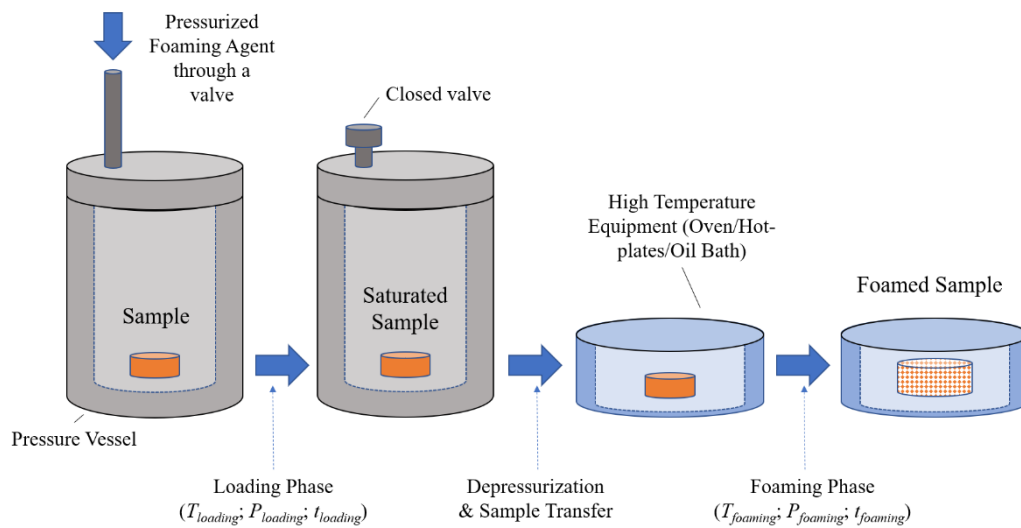 Pressurized
Foaming Agent
through a
valve
Closed valve
High Temperature
Equipment (Oven/Hot-
plates/Oil Bath)
Foamed Sample
Sample
Saturated
Sample
Pressure Vessel
Loading Phase
(Tloading; Ploading; tloading)
Depressurization
& Sample Transfer
Foaming Phase
(Tfoaming; Pfoaming; tfoaming)